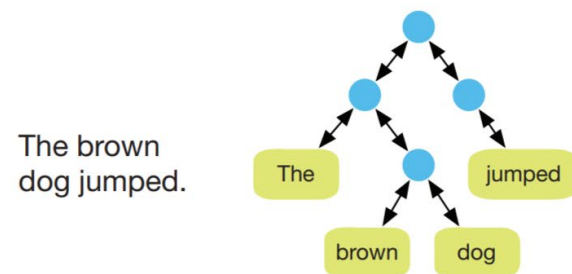 The brown
dog jumped.
The
jumped
brown
dog